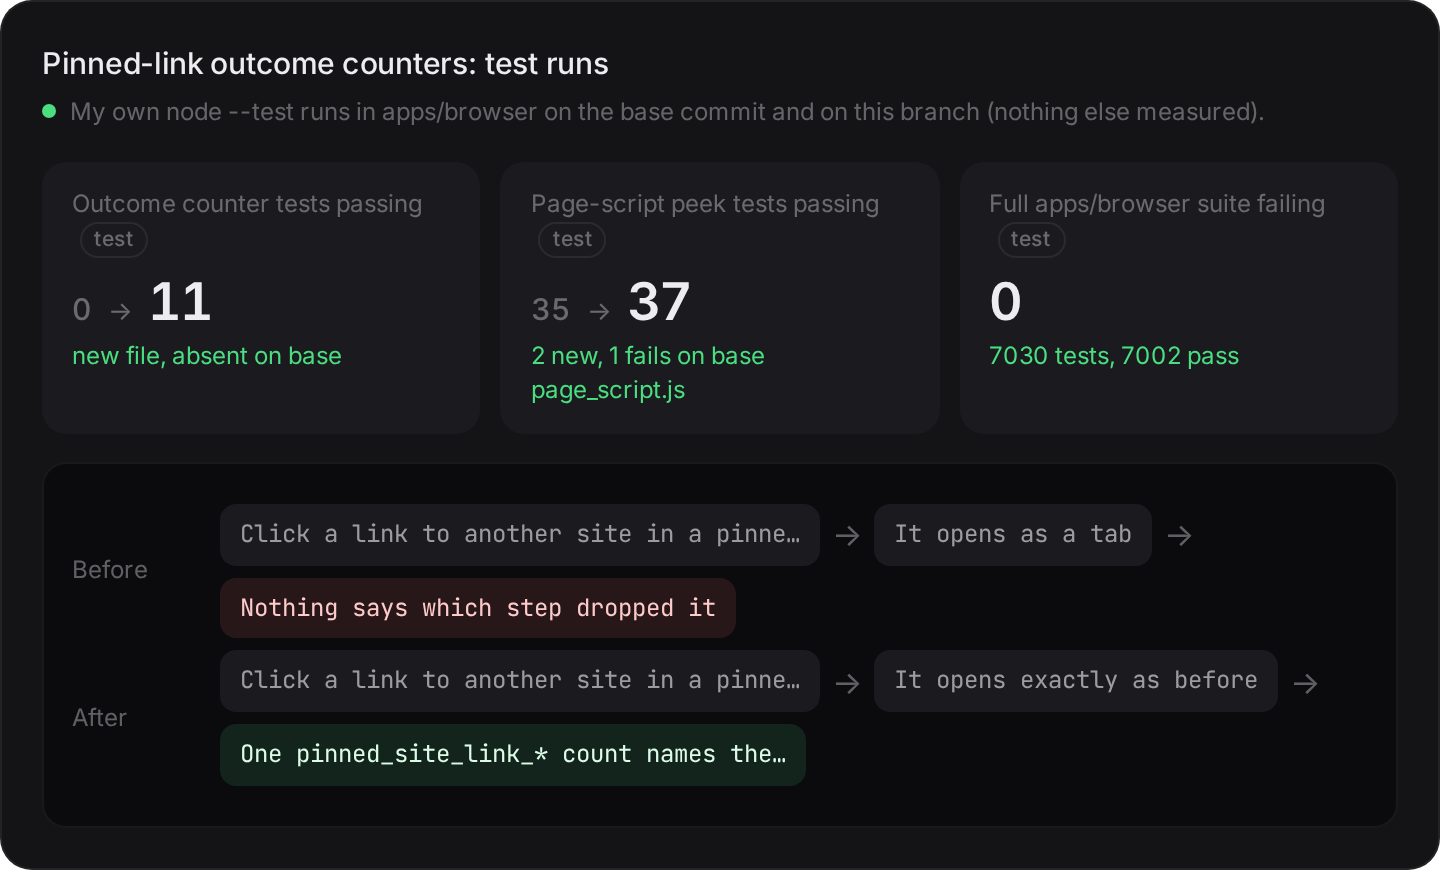 Pinned-link outcome counters: test runs
My own node --test runs in apps/browser on the base commit and on this branch (nothing else measured).
Outcome counter tests passing
test
0 → 11
new file, absent on base
Page-script peek tests passing
test
35 → 37
2 new, 1 fails on base
page_script.js
Full apps/browser suite failing
test
0
7030 tests, 7002 pass
Before
Click a link to another site in a pinne… → It opens as a tab →
Nothing says which step dropped it
After
Click a link to another site in a pinne… → It opens exactly as before →
One pinned_site_link_* count names the…